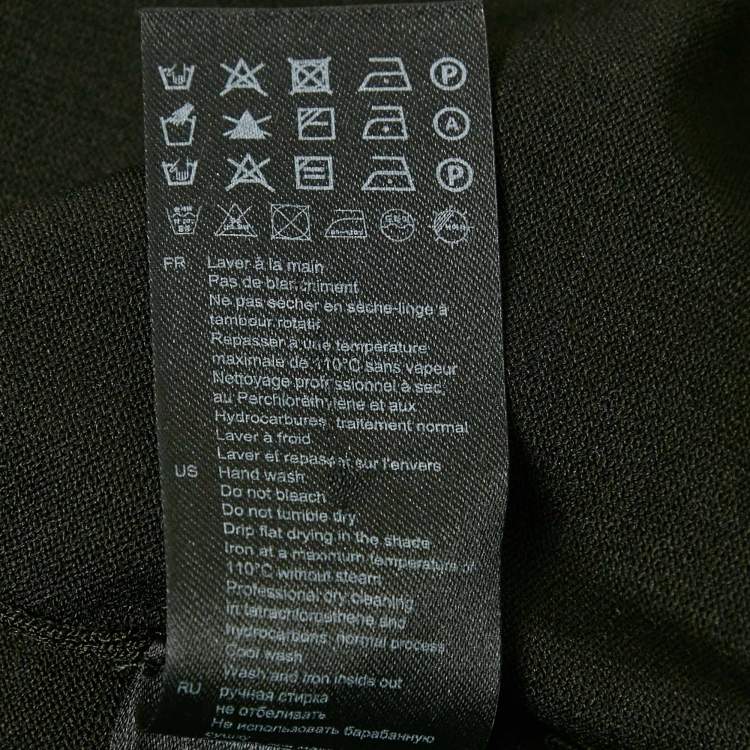 P
A
P
FR Laver à la main
Pas de blanchiment
Ne pas sécher en sèche-linge à
tambour rotatif
Repasser à une température
maximale de 110°C sans vapeur
Nettoyage professionnel à sec,
au Perchloréthylène et aux
Hydrocarbures, traitement normal
Laver à froid
Laver et repasser sur l'envers
US Hand wash
Do not bleach
Do not tumble dry
Drip flat drying in the shade
Iron at a maximum temperature of
110°C without steam
Professional dry cleaning
in tetrachloroethene and
hydrocarbons, normal process
Cool wash
Wash and iron inside out
RU ручная стирка
не отбеливать
Не использовать барабанную
сушку